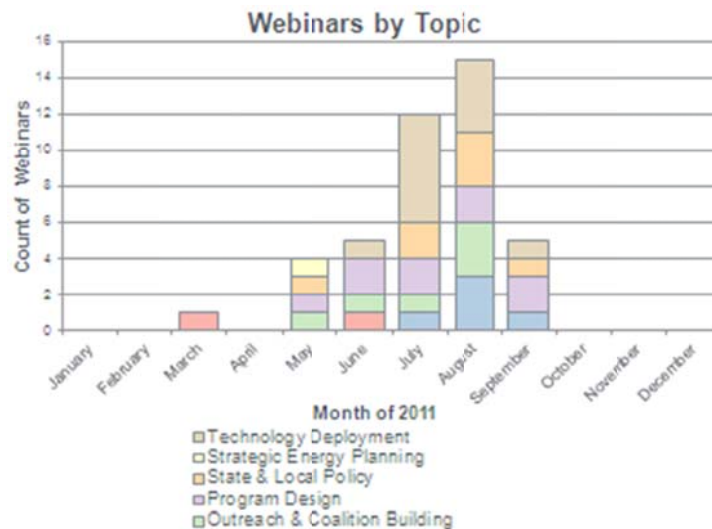 Webinars by Topic
16
14
12
10
8
6
4
2
0
Count of Webinars
January
February
March
April
May
June
July
August
September
October
November
December
Month of 2011
Technology Deployment
Strategic Energy Planning
State & Local Policy
Program Design
Outreach & Coalition Building